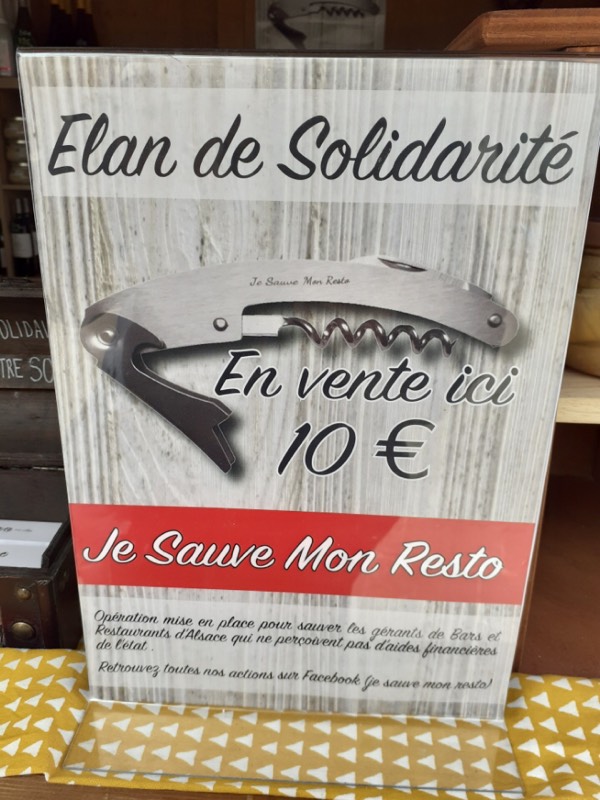 Elan de Solidarité
Je Sauve Mon Resto
En vente ici
10 €
Je Sauve Mon Resto
Opération mise en place pour sauver les gérants de Bars et
Restaurants d'Alsace qui ne perçoivent pas d'aides financières
de l'état.
Retrouvez toutes nos actions sur Facebook (je sauve mon resto)